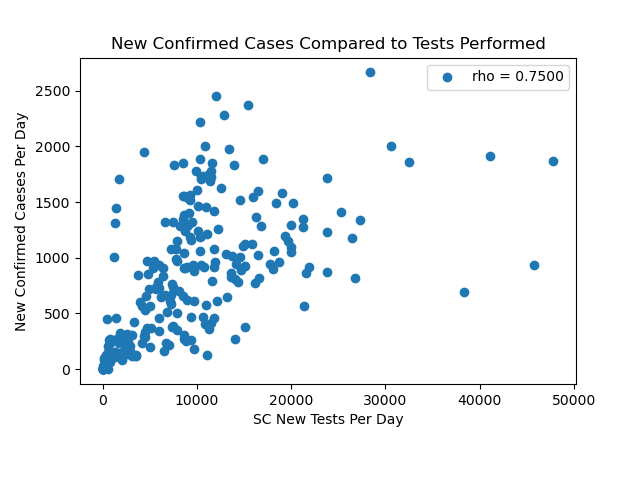 New Confirmed Cases Compared to Tests Performed
rho = 0.7500
New Confirmed Caeses Per Day
2500
2000
1500
1000
500
0
0 10000 20000 30000 40000 50000
SC New Tests Per Day